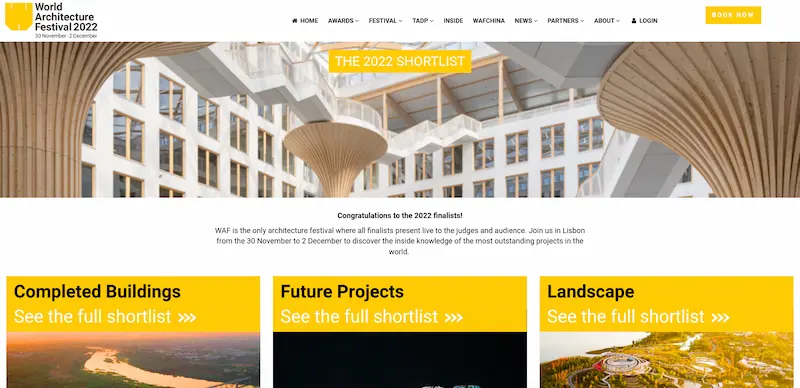 World
Architecture
Festival 2022
30 November - 2 December
HOME AWARDS FESTIVAL TADP INSIDE WAFCHINA NEWS PARTNERS ABOUT LOGIN
BOOK NOW
THE 2022 SHORTLIST
Congratulations to the 2022 finalists!
WAF is the only architecture festival where all finalists present live to the judges and audience. Join us in Lisbon
from the 30 November to 2 December to discover the inside knowledge of the most outstanding projects in the
world.
Completed Buildings
See the full shortlist >>>
Future Projects
See the full shortlist >>>
Landscape
See the full shortlist >>>